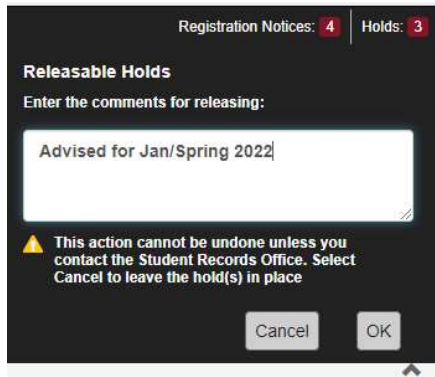 Registration Notices: 4 Holds: 3
Releasable Holds
Enter the comments for releasing:
Advised for Jan/Spring 2022
This action cannot be undone unless you
contact the Student Records Office. Select
Cancel to leave the hold(s) in place
Cancel OK